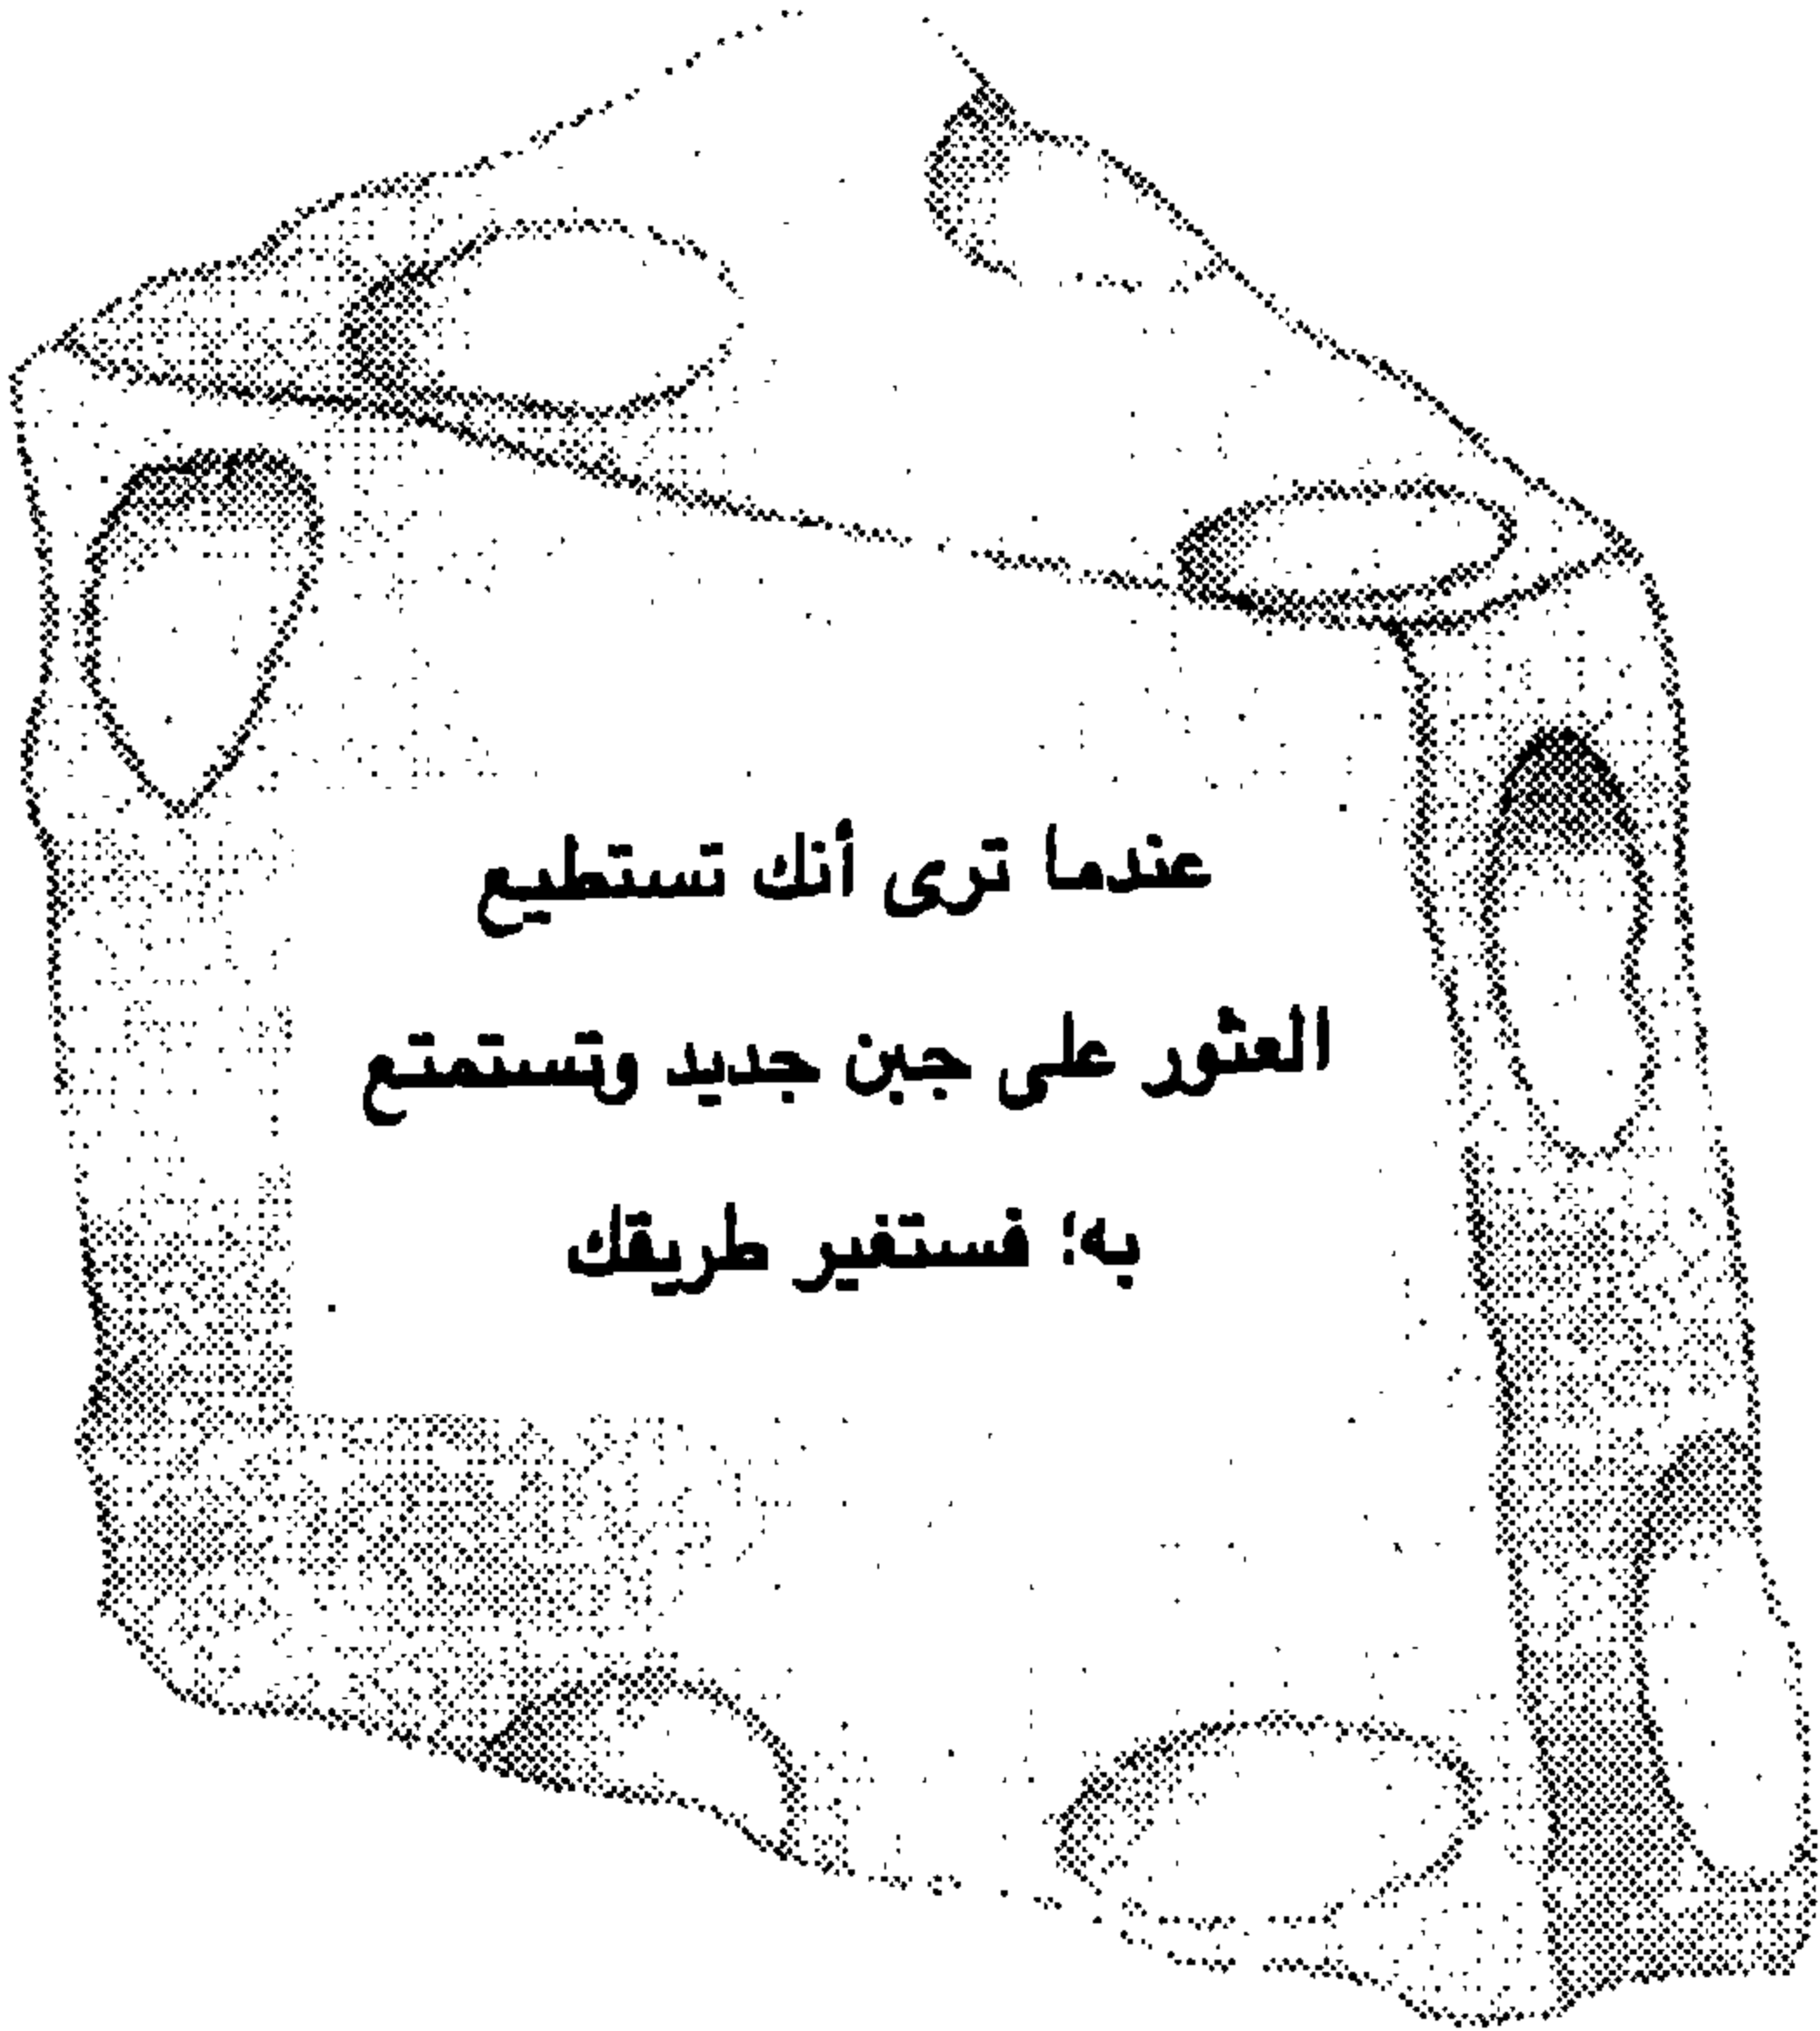 عندما ترى أنك تستطيع
العثور على جبن جديد وتستمتع
به؛ فستغير طريقك